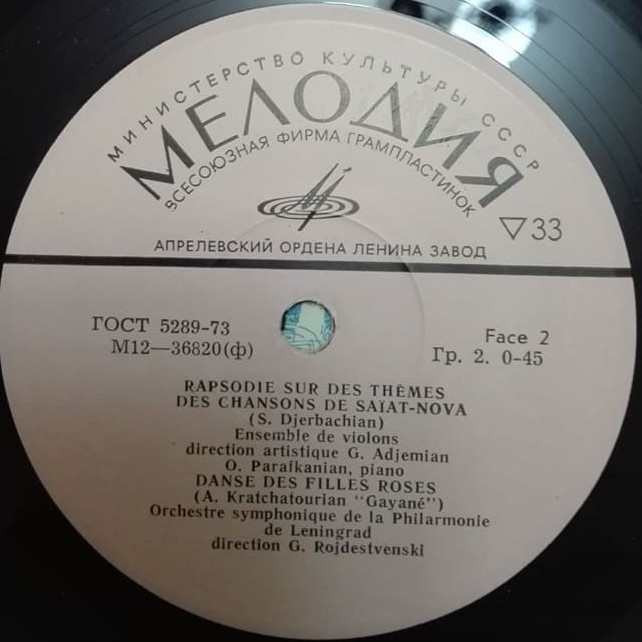 МИНИСТЕРСТВО КУЛЬТУРЫ СССР
МЕЛОДИЯ
ВСЕСОЮЗНАЯ ФИРМА ГРАМПЛАСТИНОК
▽33
АПРЕЛЕВСКИЙ ОРДЕНА ЛЕНИНА ЗАВОД
ГОСТ 5289-73
М12—36820(ф)
Face 2
Гр. 2. 0-45
RAPSODIE SUR DES THÈMES
DES CHANSONS DE SAÏAT-NOVA
(S. Djerbachian)
Ensemble de violons
direction artistique G. Adjemian
O. Parafkanian, piano
DANSE DES FILLES ROSES
(A. Kratchatourian "Gayané")
Orchestre symphonique de la Philarmonie
de Leningrad
direction G. Rojdestvenski